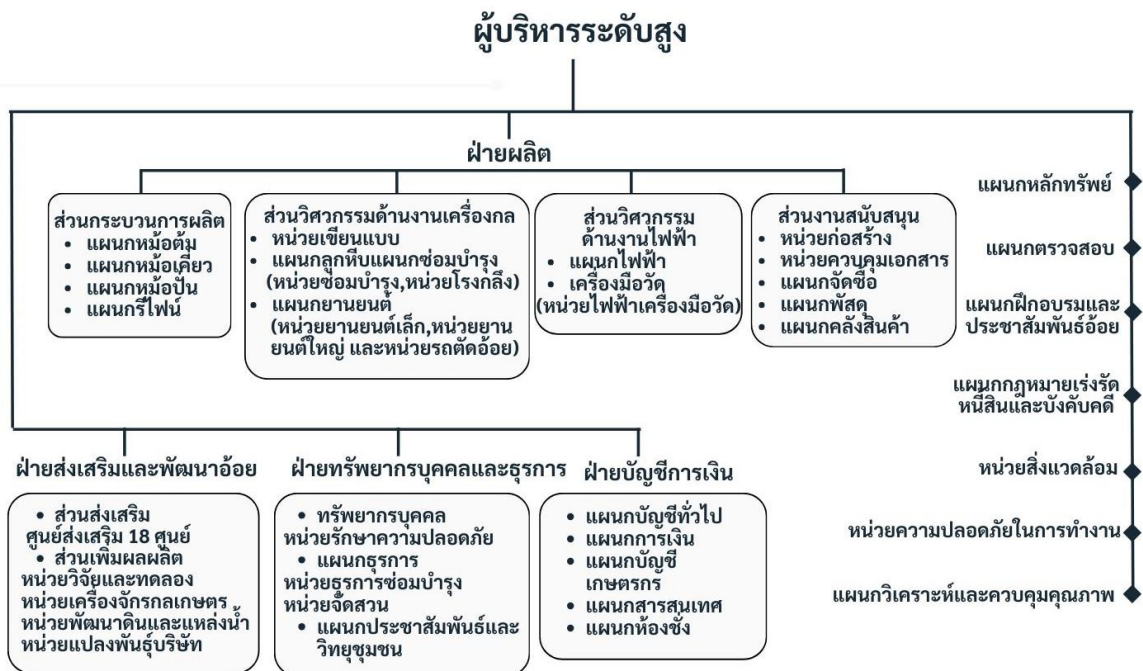 ผู้บริหารระดับสูง
ฝ่ายผลิต
ส่วนกระบวนการผลิต
• แผนกหม้อต้ม
• แผนกหม้อเคี่ยว
• แผนกหม้อปั่น
• แผนกรีไฟน์
ส่วนวิศวกรรมด้านงานเครื่องกล
• หน่วยเขียนแบบ
• แผนกลูกหีบแผนกซ่อมบำรุง
(หน่วยซ่อมบำรุง,หน่วยโรงกลึง)
• แผนกยานยนต์
(หน่วยยานยนต์เล็ก,หน่วยยาน
ยนต์ใหญ่ และหน่วยรถตัดอ้อย)
ส่วนวิศวกรรม
ด้านงานไฟฟ้า
• แผนกไฟฟ้า
• เครื่องมือวัด
(หน่วยไฟฟ้าเครื่องมือวัด)
ส่วนงานสนับสนุน
• หน่วยก่อสร้าง
• หน่วยควบคุมเอกสาร
• แผนกจัดซื้อ
• แผนกพัสดุ
• แผนกคลังสินค้า
แผนกหลักทรัพย์
แผนกตรวจสอบ
แผนกฝึกอบรมและ
ประชาสัมพันธ์อ้อย
แผนกกฎหมายเร่งรัด
หนี้สินและบังคับคดี
หน่วยสิ่งแวดล้อม
หน่วยความปลอดภัยในการทำงาน
แผนกวิเคราะห์และควบคุมคุณภาพ
ฝ่ายส่งเสริมและพัฒนาอ้อย
• ส่วนส่งเสริม
ศูนย์ส่งเสริม 18 ศูนย์
• ส่วนเพิ่มผลผลิต
หน่วยวิจัยและทดลอง
หน่วยเครื่องจักรกลเกษตร
หน่วยพัฒนาดินและแหล่งน้ำ
หน่วยแปลงพันธุ์บริษัท
ฝ่ายทรัพยากรบุคคลและธุรการ
• ทรัพยากรบุคคล
หน่วยรักษาความปลอดภัย
• แผนกธุรการ
หน่วยธุรการซ่อมบำรุง
หน่วยจัดสวน
• แผนกประชาสัมพันธ์และ
วิทยุชุมชน
ฝ่ายบัญชีการเงิน
• แผนกบัญชีทั่วไป
• แผนกการเงิน
• แผนกบัญชี
เกษตรกร
• แผนกสารสนเทศ
• แผนกห้องชั่ง